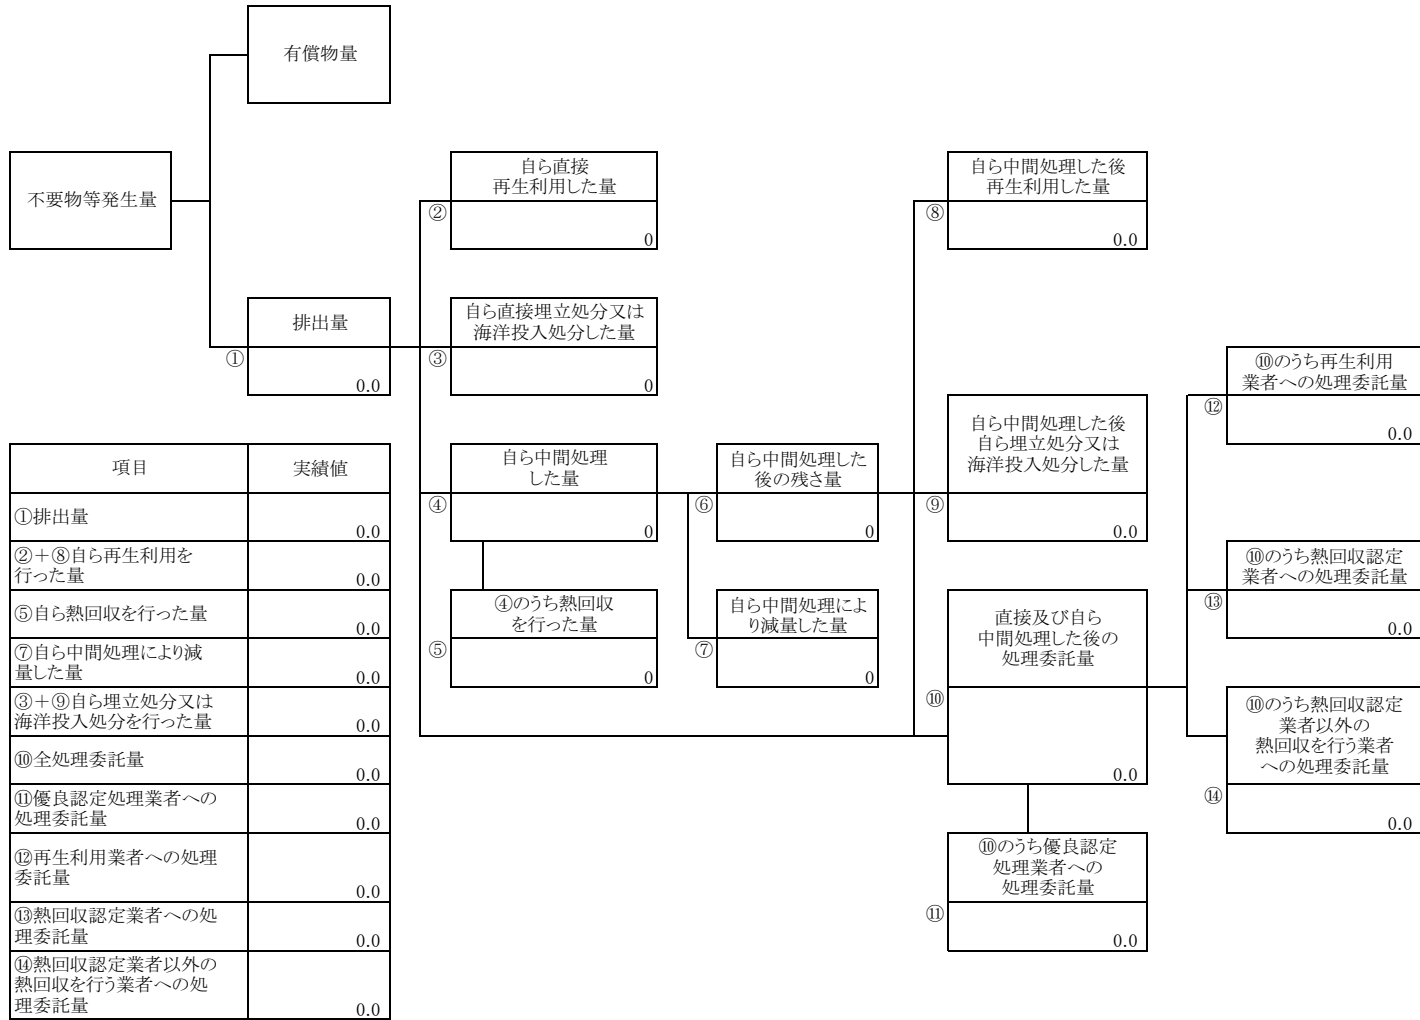 有償物量
不要物等発生量
自ら直接
再生利用した量
②
0
自ら中間処理した後
再生利用した量
⑧
0.0
排出量
①
0.0
自ら直接埋立処分又は
海洋投入処分した量
③
0
⑩のうち再生利用
業者への処理委託量
⑫
0.0
自ら中間処理
した量
④
0
自ら中間処理した
後の残さ量
⑥
0
自ら中間処理した後
自ら埋立処分又は
海洋投入処分した量
⑨
0.0
⑩のうち熱回収認定
業者への処理委託量
⑬
0.0
④のうち熱回収
を行った量
⑤
0
自ら中間処理によ
り減量した量
⑦
0
直接及び自ら
中間処理した後の
処理委託量
⑩
0.0
⑩のうち熱回収認定
業者以外の
熱回収を行う業者
への処理委託量
⑭
0.0
⑩のうち優良認定
処理業者への
処理委託量
⑪
0.0
項目 実績値
①排出量
0.0
②＋⑧自ら再生利用を
行った量
0.0
⑤自ら熱回収を行った量
0.0
⑦自ら中間処理により減
量した量
0.0
③＋⑨自ら埋立処分又は
海洋投入処分を行った量
0.0
⑩全処理委託量
0.0
⑪優良認定処理業者への
処理委託量
0.0
⑫再生利用業者への処理
委託量
0.0
⑬熱回収認定業者への処
理委託量
0.0
⑭熱回収認定業者以外の
熱回収を行う業者への処
理委託量
0.0